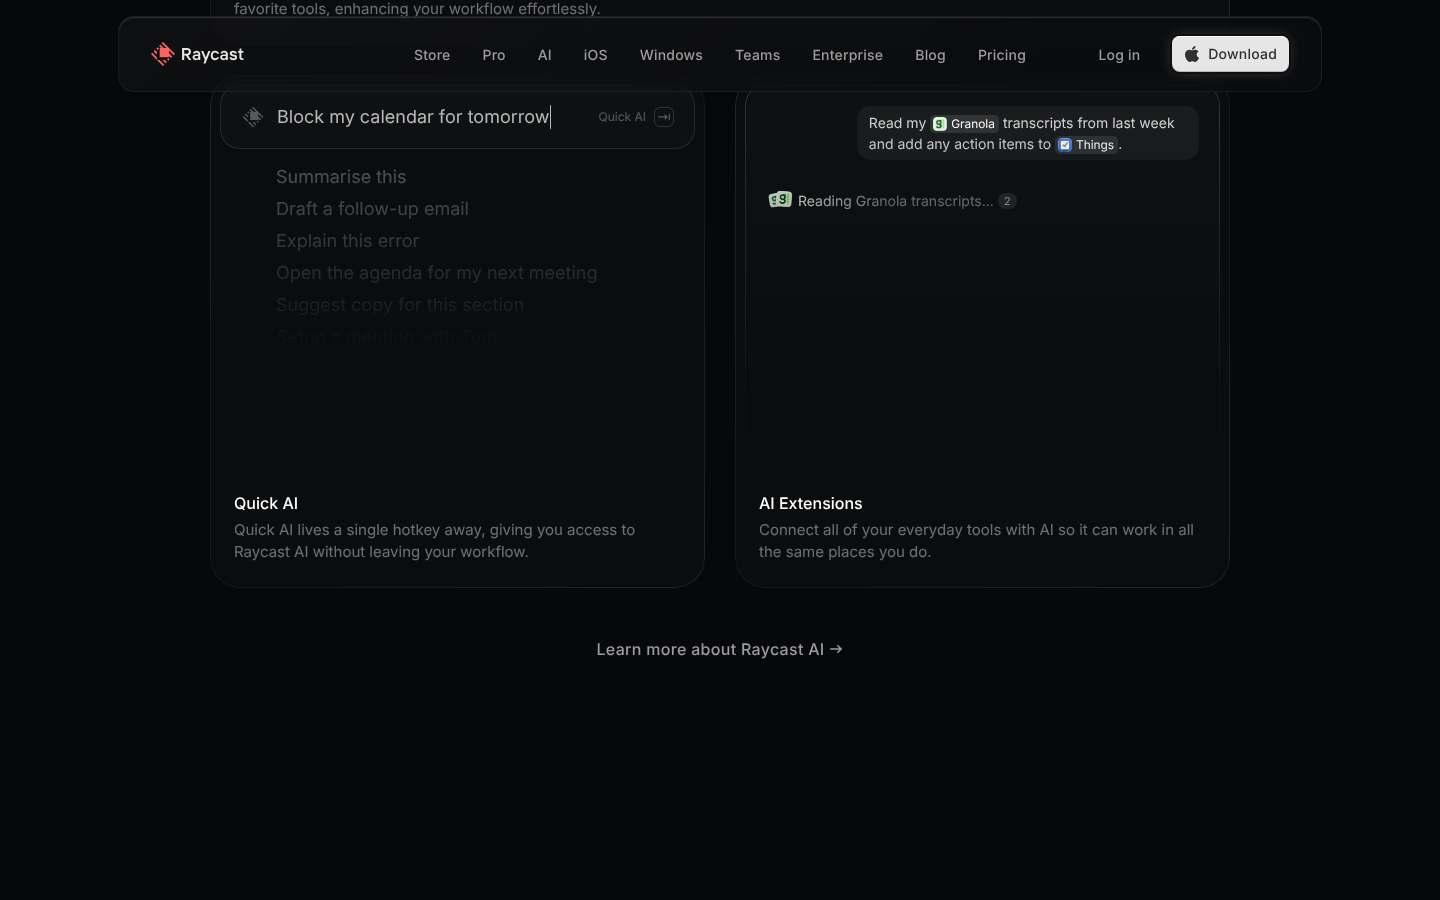 favorite tools, enhancing your workflow effortlessly.
Raycast
Store
Pro
AI
iOS
Windows
Teams
Enterprise
Blog
Pricing
Log in
Download
Block my calendar for tomorrow
Quick AI
Summarise this
Draft a follow-up email
Explain this error
Open the agenda for my next meeting
Suggest copy for this section
Setup a meeting with Tom
Quick AI
Quick AI lives a single hotkey away, giving you access to
Raycast AI without leaving your workflow.
Read my Granola transcripts from last week
and add any action items to Things.
Reading Granola transcripts... 2
AI Extensions
Connect all of your everyday tools with AI so it can work in all
the same places you do.
Learn more about Raycast AI →